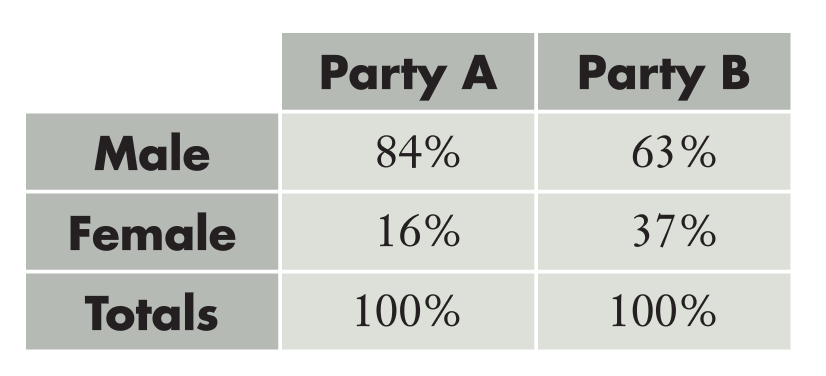 Party A Party B
Male 84% 63%
Female 16% 37%
Totals 100% 100%